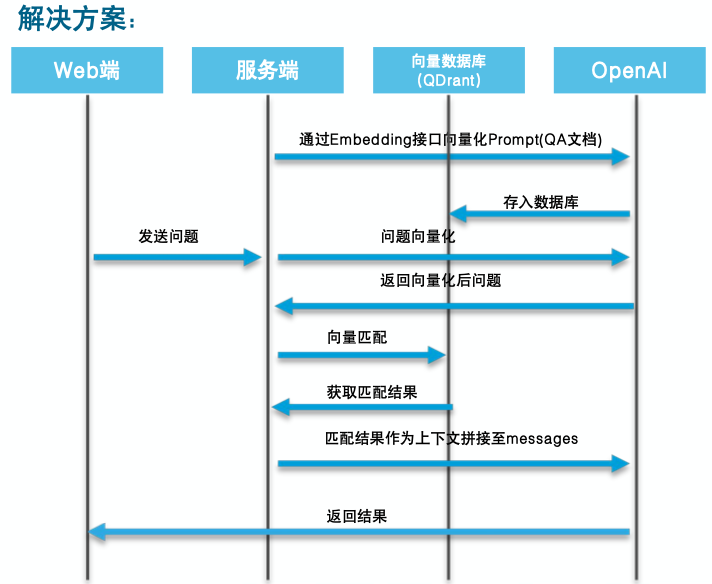 解决方案：
Web端
服务端
向量数据库
(QDrant)
OpenAI
通过Embedding接口向量化Prompt(QA文档)
存入数据库
发送问题
问题向量化
返回向量化后问题
向量匹配
获取匹配结果
匹配结果作为上下文拼接至messages
返回结果